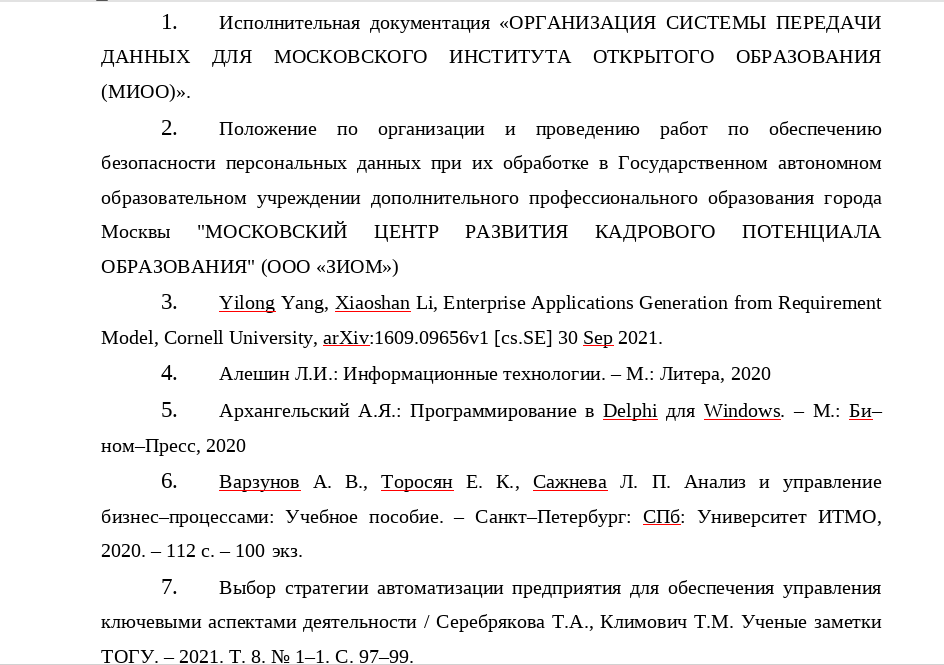 1. Исполнительная документация «ОРГАНИЗАЦИЯ СИСТЕМЫ ПЕРЕДАЧИ
ДАННЫХ ДЛЯ МОСКОВСКОГО ИНСТИТУТА ОТКРЫТОГО ОБРАЗОВАНИЯ
(МИОО)».
2. Положение по организации и проведению работ по обеспечению
безопасности персональных данных при их обработке в Государственном автономном
образовательном учреждении дополнительного профессионального образования города
Москвы "МОСКОВСКИЙ ЦЕНТР РАЗВИТИЯ КАДРОВОГО ПОТЕНЦИАЛА
ОБРАЗОВАНИЯ" (ООО «ЗИОМ»)
3. Yilong Yang, Xiaoshan Li, Enterprise Applications Generation from Requirement
Model, Cornell University, arXiv:1609.09656v1 [cs.SE] 30 Sep 2021.
4. Алешин Л.И.: Информационные технологии. – М.: Литера, 2020
5. Архангельский А.Я.: Программирование в Delphi для Windows. – М.: Би–
ном–Пресс, 2020
6. Варзунов А. В., Торосян Е. К., Сажнева Л. П. Анализ и управление
бизнес–процессами: Учебное пособие. – Санкт–Петербург: СПб: Университет ИТМО,
2020. – 112 с. – 100 экз.
7. Выбор стратегии автоматизации предприятия для обеспечения управления
ключевыми аспектами деятельности / Серебрякова Т.А., Климович Т.М. Ученые заметки
ТОГУ. – 2021. Т. 8. № 1–1. С. 97–99.